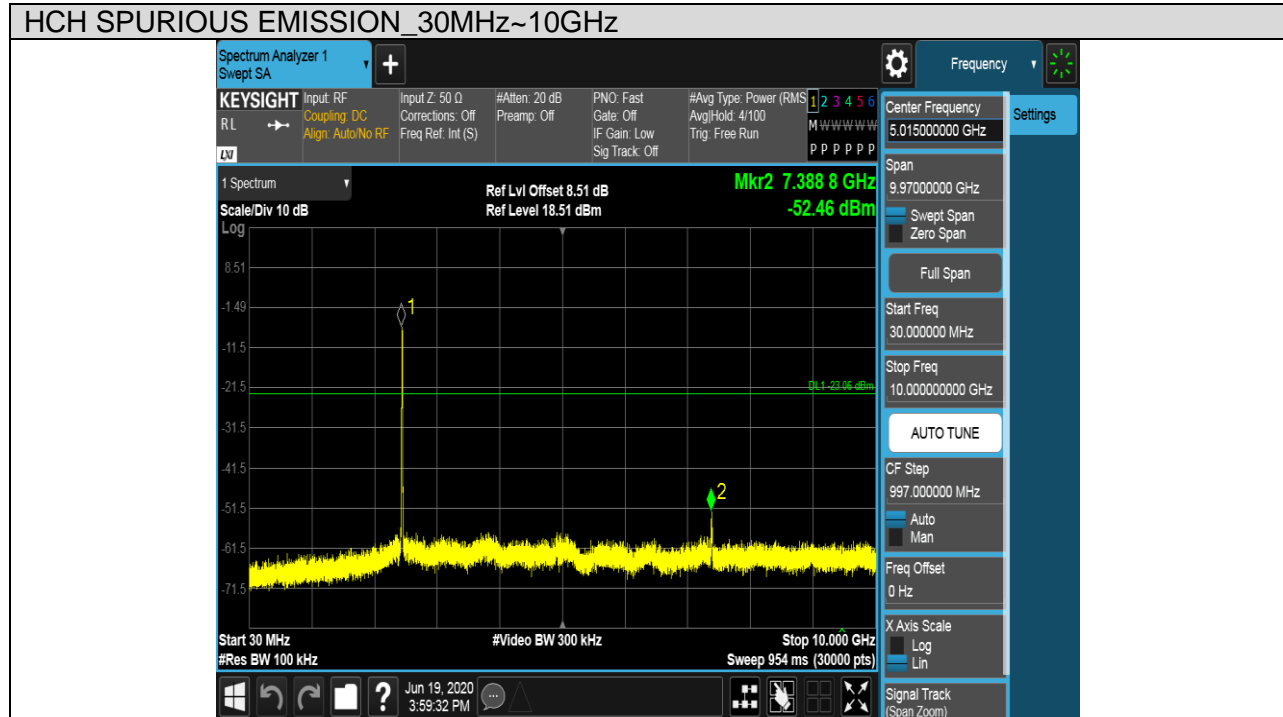 HCH SPURIOUS EMISSION_30MHz~10GHz
Spectrum Analyzer 1
Swept SA
Frequency
KEYSIGHT
RL
LXI
Input: RF
Coupling: DC
Align: Auto/No RF
Input Z: 50 Ω
Corrections: Off
Freq Ref: Int (S)
#Atten: 20 dB
Preamp: Off
PNO: Fast
Gate: Off
IF Gain: Low
Sig Track: Off
#Avg Type: Power (RMS
Avg|Hold: 4/100
Trig: Free Run
1 2 3 4 5 6
M W W W W W
P P P P P P
1 Spectrum
Scale/Div 10 dB
Log
Ref Lvl Offset 8.51 dB
Ref Level 18.51 dBm
Mkr2 7.388 8 GHz
-52.46 dBm
8.51
-1.49
-11.5
-21.5
-31.5
-41.5
-51.5
-61.5
-71.5
1
2
DL1 -23.06 dBm
Start 30 MHz
#Res BW 100 kHz
#Video BW 300 kHz
Stop 10.000 GHz
Sweep 954 ms (30000 pts)
Center Frequency
5.015000000 GHz
Settings
Span
9.97000000 GHz
Swept Span
Zero Span
Full Span
Start Freq
30.000000 MHz
Stop Freq
10.000000000 GHz
AUTO TUNE
CF Step
997.000000 MHz
Auto
Man
Freq Offset
0 Hz
X Axis Scale
Log
Lin
Signal Track
(Span Zoom)
?
Jun 19, 2020
3:59:32 PM